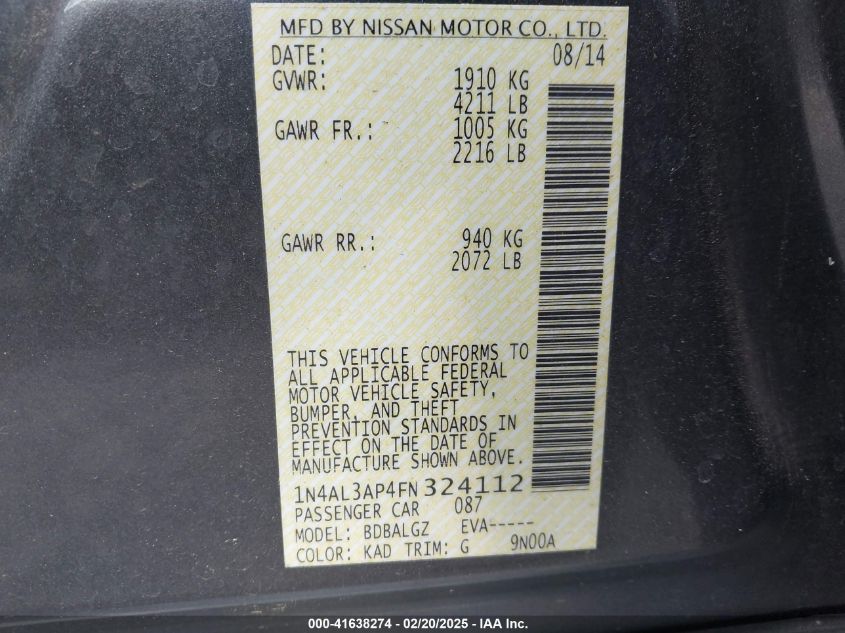 MFD BY NISSAN MOTOR CO., LTD.
DATE: 08/14
GVWR: 1910 KG
4211 LB
GAWR FR.: 1005 KG
2216 LB
GAWR RR.: 940 KG
2072 LB
THIS VEHICLE CONFORMS TO
ALL APPLICABLE FEDERAL
MOTOR VEHICLE SAFETY,
BUMPER, AND THEFT
PREVENTION STANDARDS IN
EFFECT ON THE DATE OF
MANUFACTURE SHOWN ABOVE.
1N4AL3AP4FN324112
PASSENGER CAR 087
MODEL: BDBALGZ EVA-----
COLOR: KAD TRIM: G 9N00A
000-41638274 - 02/20/2025 - IAA Inc.